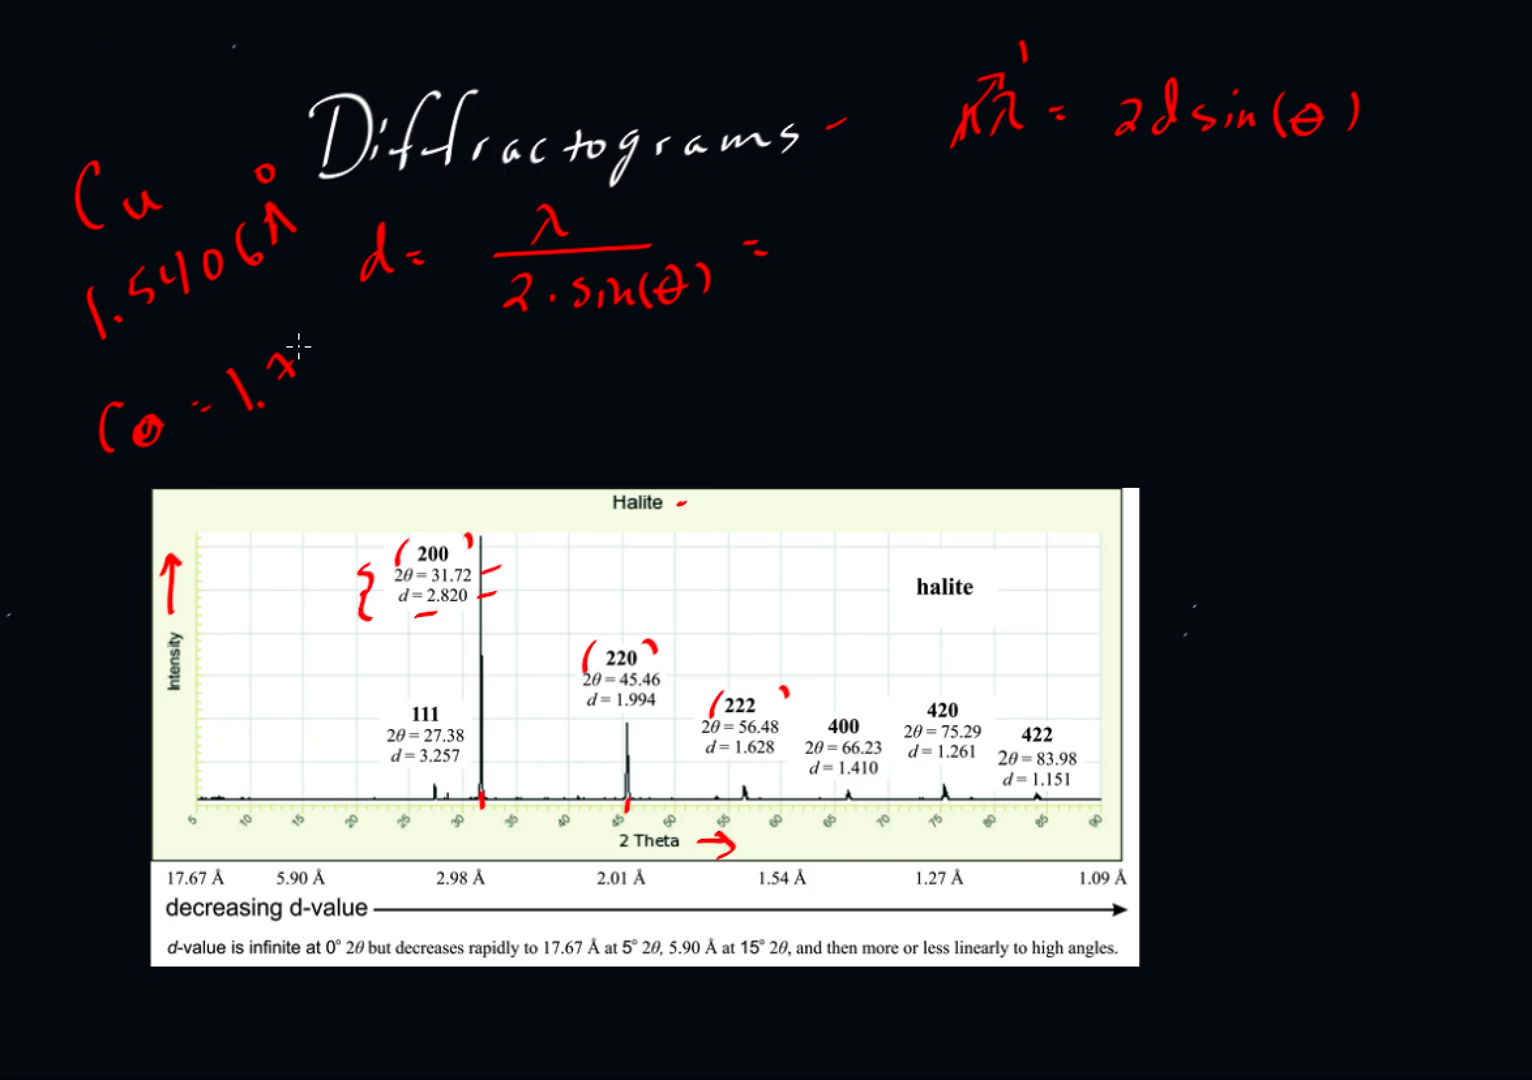 Diffractograms -
nλ = 2d sin(θ)
1
Cu
1.5406Å
d = λ / 2·sin(θ) =
Co = 1.7
Halite -
(200)
2θ = 31.72
d = 2.820
halite
(220)
2θ = 45.46
d = 1.994
111
2θ = 27.38
d = 3.257
(222)
2θ = 56.48
d = 1.628
400
2θ = 66.23
d = 1.410
420
2θ = 75.29
d = 1.261
422
2θ = 83.98
d = 1.151
Intensity
5 10 15 20 25 30 35 40 45 50 55 60 65 70 75 80 85 90
2 Theta
17.67 Å 5.90 Å 2.98 Å 2.01 Å 1.54 Å 1.27 Å 1.09 Å
decreasing d-value
d-value is infinite at 0° 2θ but decreases rapidly to 17.67 Å at 5° 2θ, 5.90 Å at 15° 2θ, and then more or less linearly to high angles.